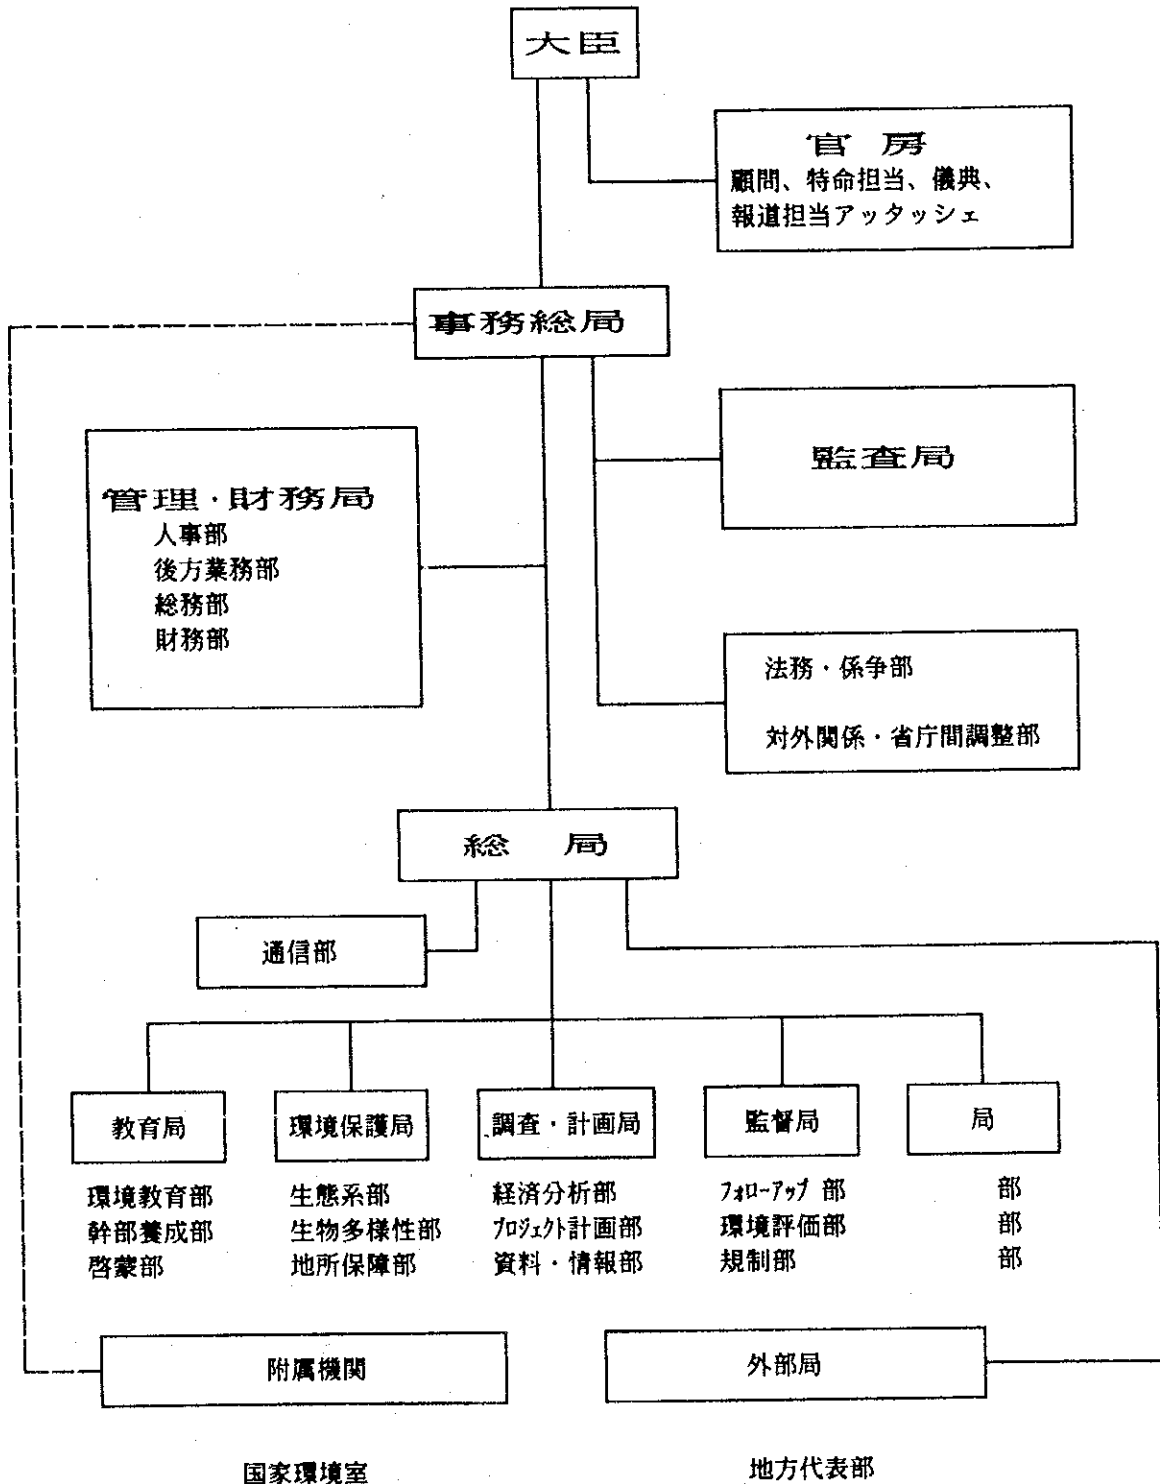 大臣
官 房
顧問、特命担当、儀典、
報道担当アッタッシェ
事務総局
監査局
管理・財務局
人事部
後方業務部
総務部
財務部
法務・係争部
対外関係・省庁間調整部
総 局
通信部
教育局
環境教育部
幹部養成部
啓蒙部
環境保護局
生態系部
生物多様性部
地所保障部
調査・計画局
経済分析部
プロジェクト計画部
資料・情報部
監督局
フォローアップ 部
環境評価部
規制部
局
部
部
部
附属機関
外部局
国家環境室
地方代表部